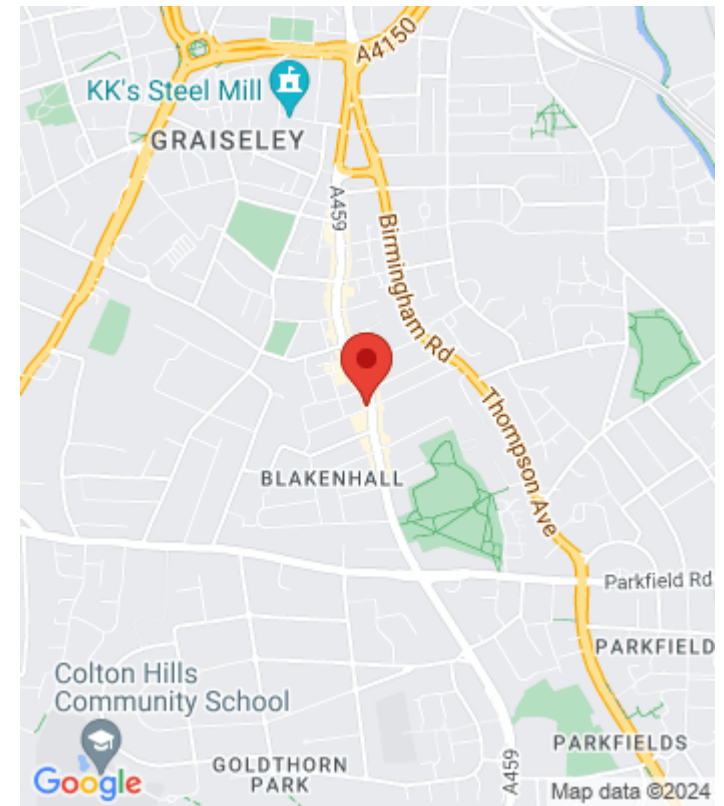 A4150
KK's Steel Mill
GRAISELEY
A459
Birmingham Rd
Thompson Ave
BLAKENHALL
Parkfield Rd
PARKFIELD
Colton Hills
Community School
PARKFIELDS
GOLDTHORN
PARK
A459
Google
Map data ©2024